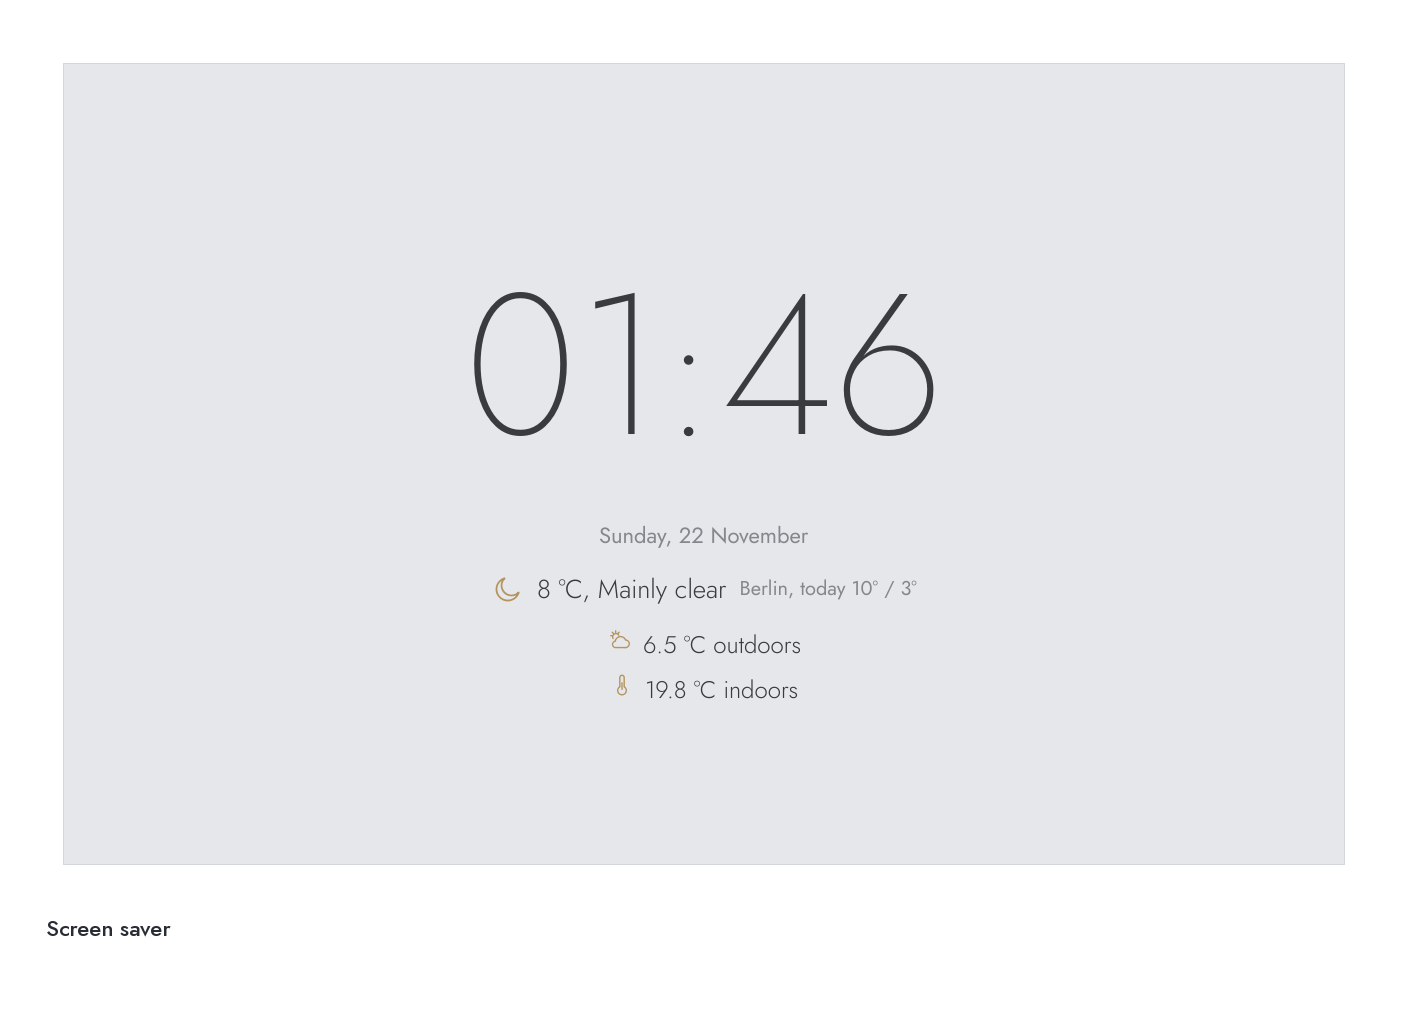 01:46
Sunday, 22 November
8 °C, Mainly clear Berlin, today 10° / 3°
6.5 °C outdoors
19.8 °C indoors
Screen saver